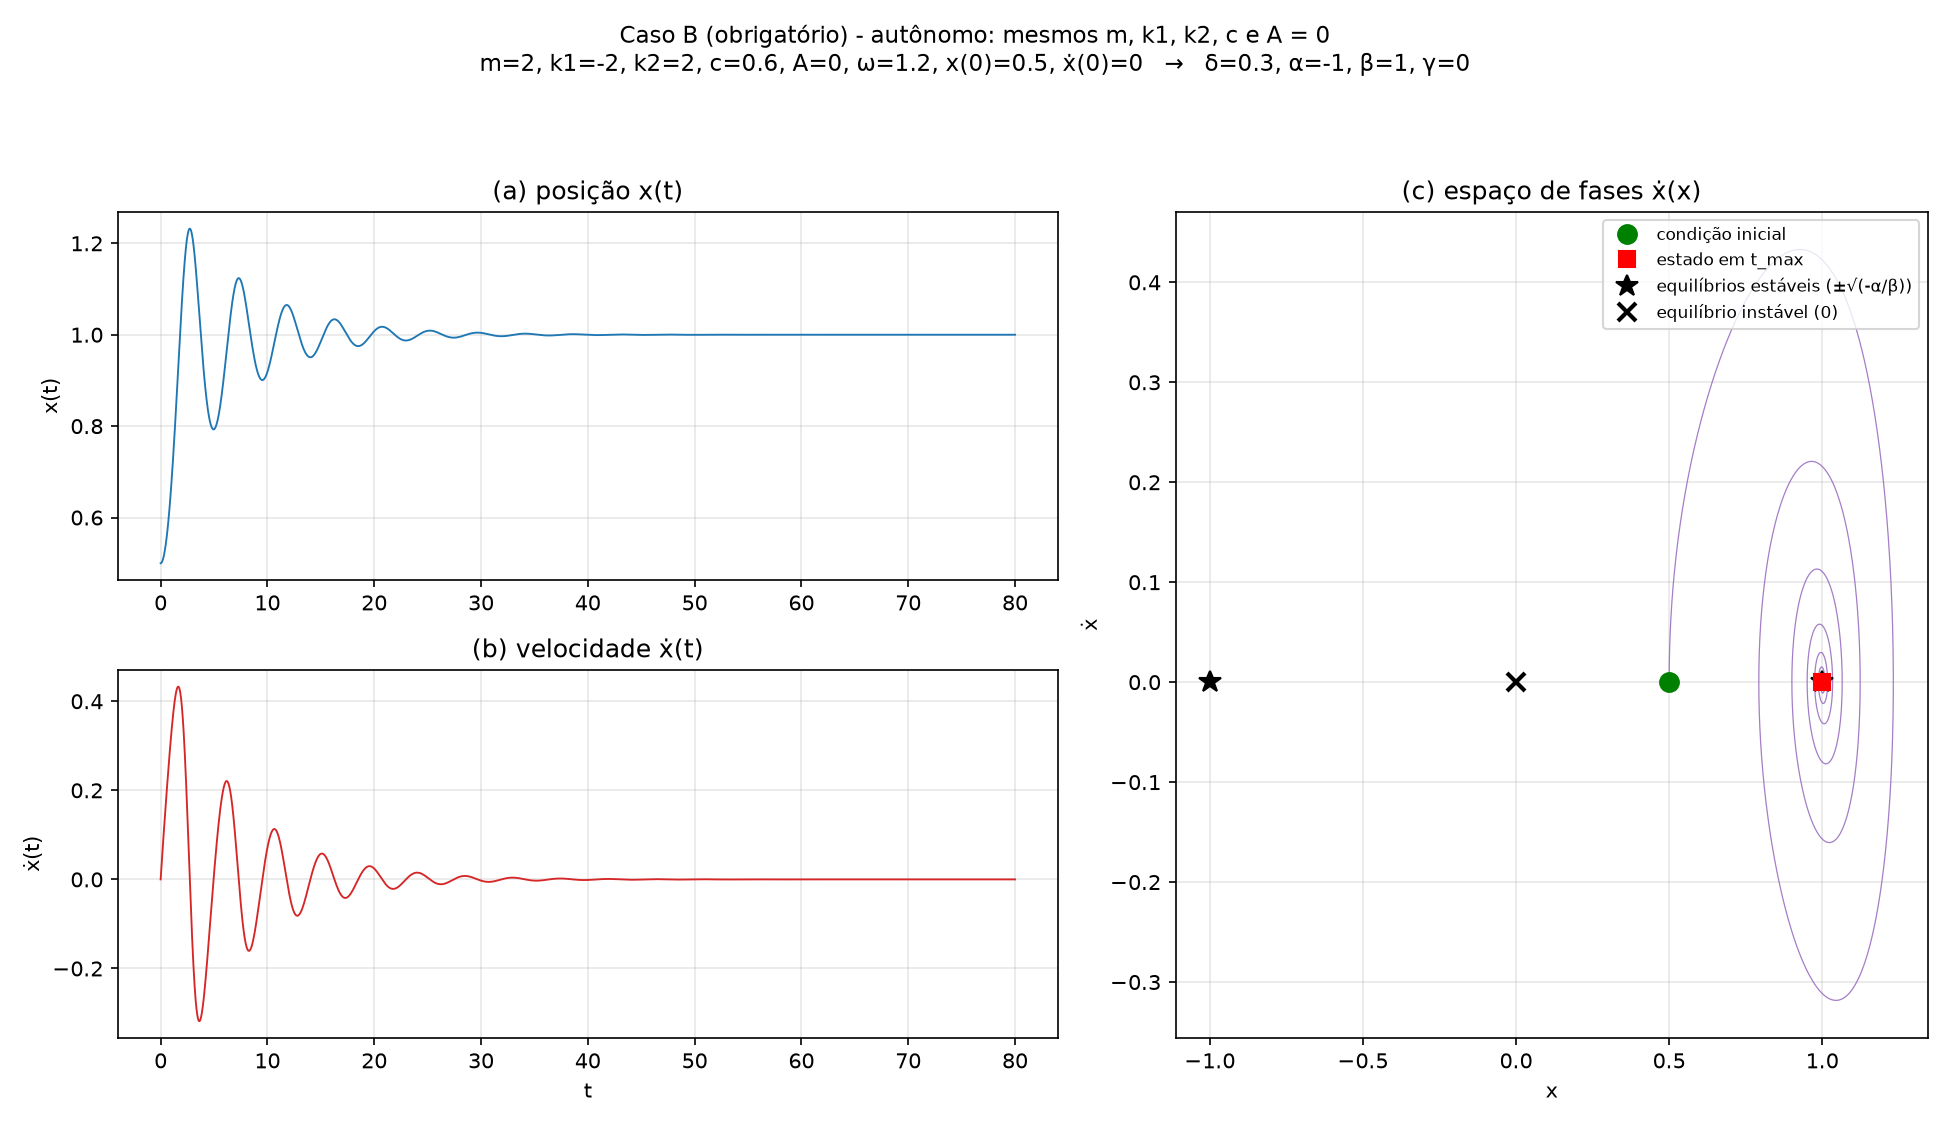 Caso B (obrigatório) - autônomo: mesmos m, k1, k2, c e A = 0
m=2, k1=-2, k2=2, c=0.6, A=0, ω=1.2, x(0)=0.5, ẋ(0)=0 → δ=0.3, α=-1, β=1, γ=0
(a) posição x(t)
x(t)
1.2
1.0
0.8
0.6
0 10 20 30 40 50 60 70 80
(b) velocidade ẋ(t)
ẋ(t)
0.4
0.2
0.0
−0.2
0 10 20 30 40 50 60 70 80
t
(c) espaço de fases ẋ(x)
condição inicial
estado em t_max
equilíbrios estáveis (±√(-α/β))
equilíbrio instável (0)
ẋ
0.4
0.3
0.2
0.1
0.0
−0.1
−0.2
−0.3
−1.0 −0.5 0.0 0.5 1.0
x